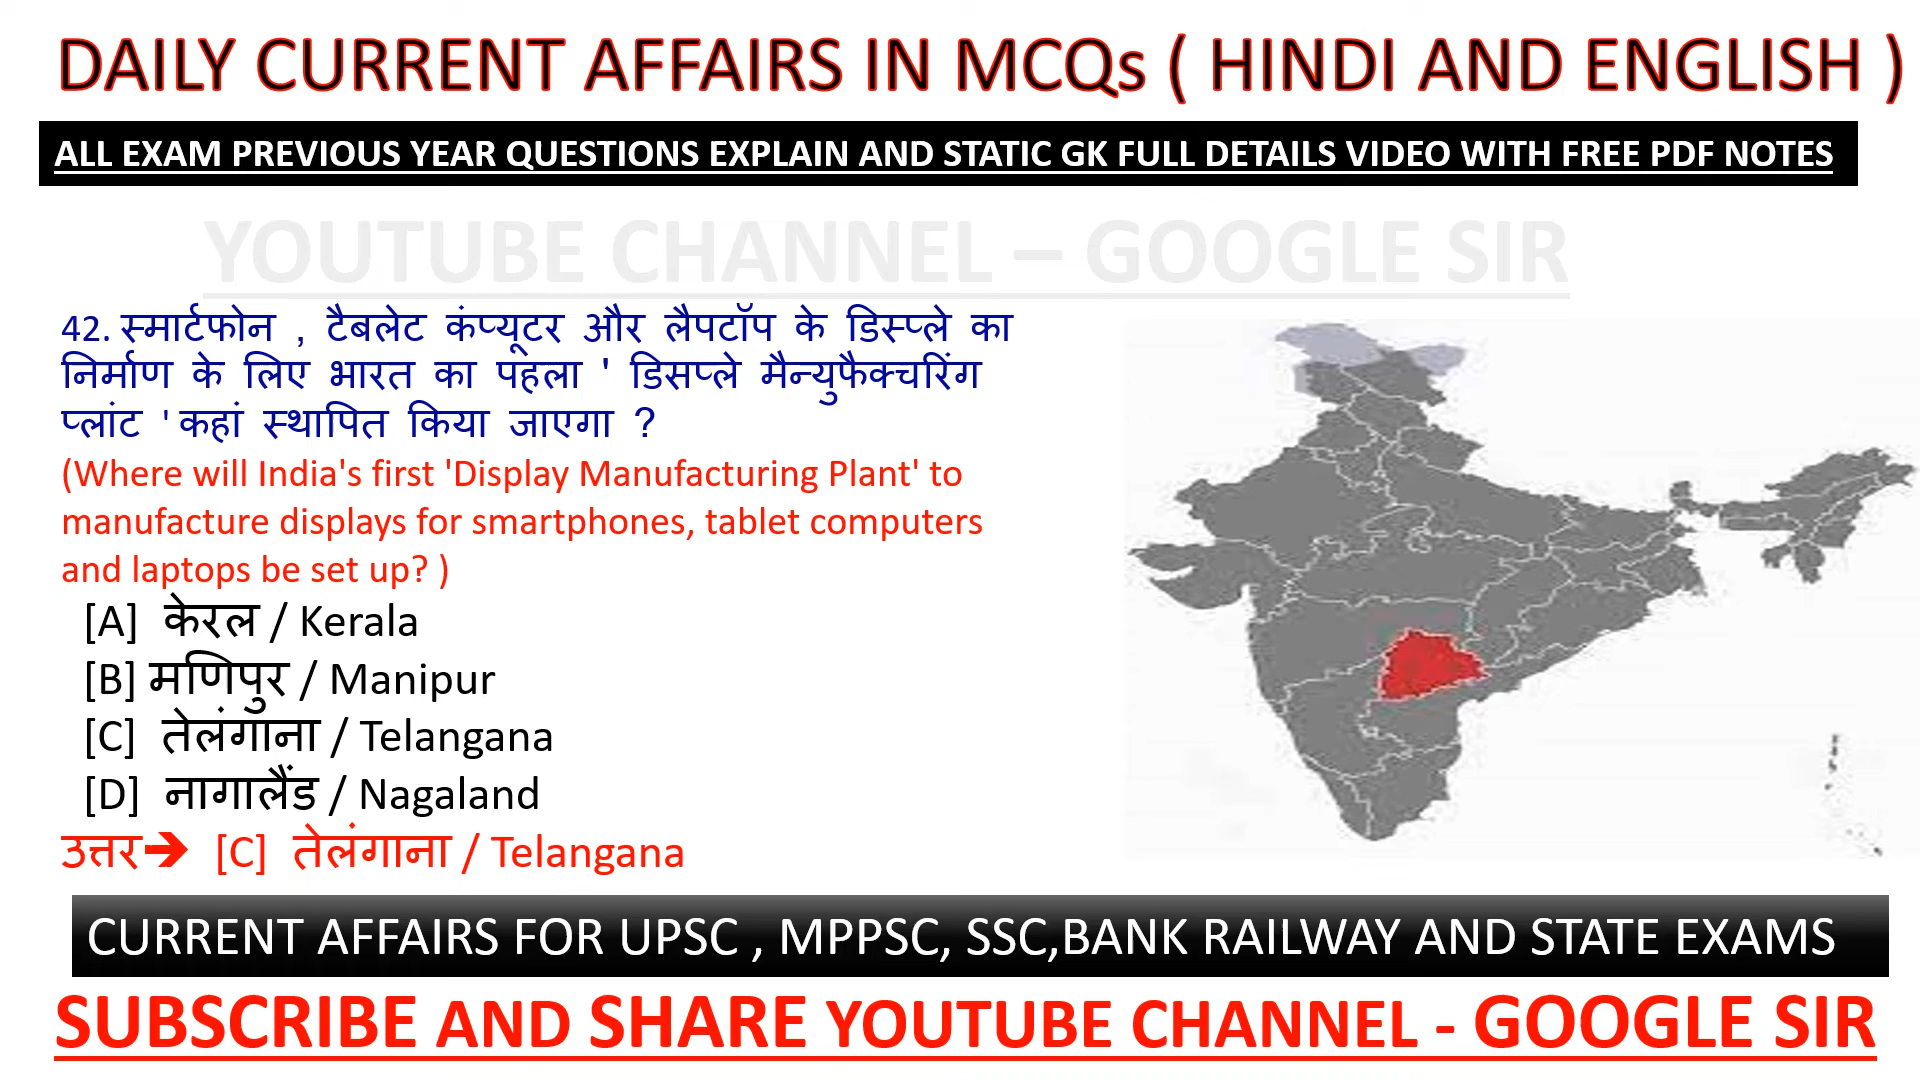 DAILY CURRENT AFFAIRS IN MCQs ( HINDI AND ENGLISH )
ALL EXAM PREVIOUS YEAR QUESTIONS EXPLAIN AND STATIC GK FULL DETAILS VIDEO WITH FREE PDF NOTES
YOUTUBE CHANNEL – GOOGLE SIR
42. स्मार्टफोन , टैबलेट कंप्यूटर और लैपटॉप के डिस्प्ले का
निर्माण के लिए भारत का पहला ' डिसप्ले मैन्युफैक्चरिंग
प्लांट ' कहां स्थापित किया जाएगा ?
(Where will India's first 'Display Manufacturing Plant' to
manufacture displays for smartphones, tablet computers
and laptops be set up? )
[A] केरल / Kerala
[B] मणिपुर / Manipur
[C] तेलंगाना / Telangana
[D] नागालैंड / Nagaland
उत्तर➔ [C] तेलंगाना / Telangana
CURRENT AFFAIRS FOR UPSC , MPPSC, SSC,BANK RAILWAY AND STATE EXAMS
SUBSCRIBE AND SHARE YOUTUBE CHANNEL - GOOGLE SIR